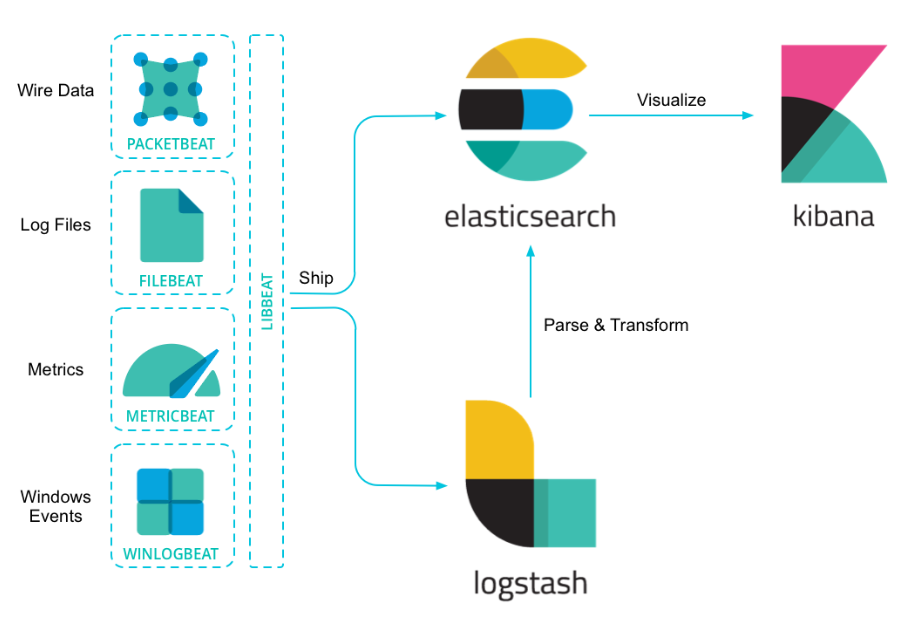 Wire Data
PACKETBEAT
Log Files
FILEBEAT
Metrics
METRICBEAT
Windows
Events
WINLOGBEAT
LIBBEAT
Ship
elasticsearch
Visualize
kibana
Parse & Transform
logstash